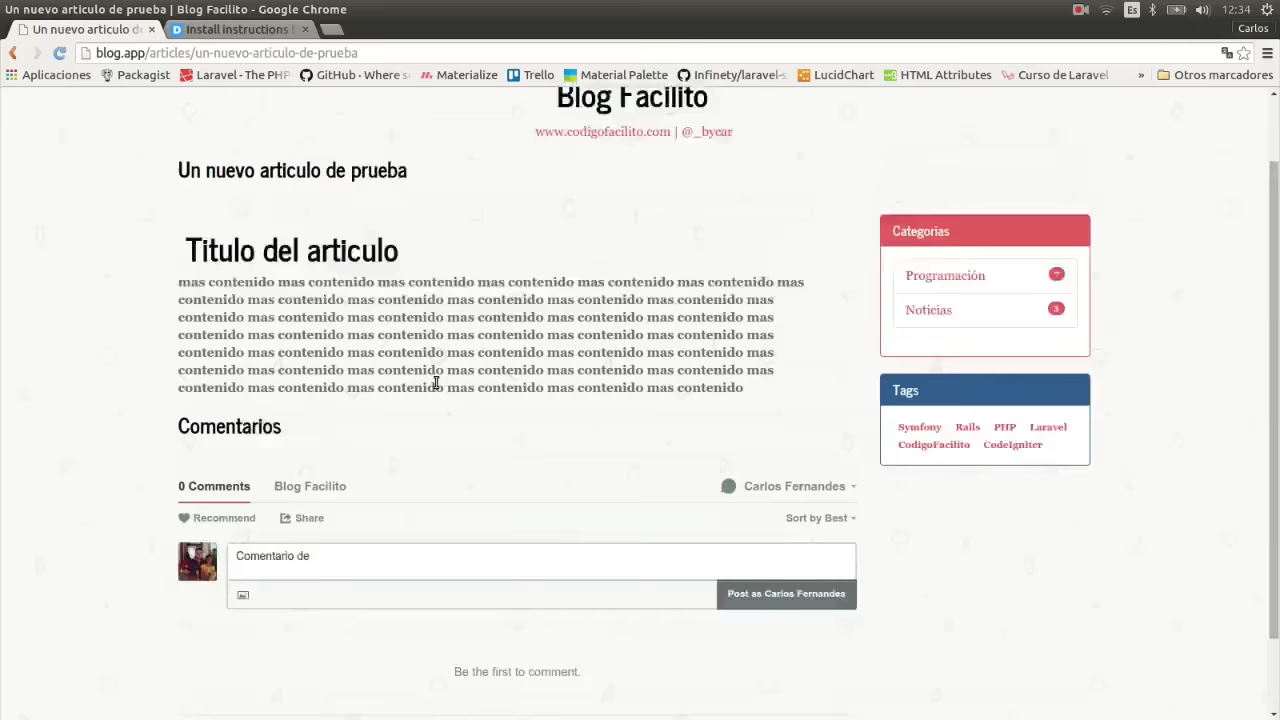 Un nuevo articulo de prueba | Blog Facilito - Google Chrome
Es
12:34
Un nuevo articulo d
Install instructions
Carlos
blog.app/articles/un-nuevo-articulo-de-prueba
Aplicaciones Packagist Laravel - The PHP GitHub · Where s Materialize Trello Material Palette Infinety/laravel-s LucidChart HTML Attributes Curso de Laravel » Otros marcadores
Blog Facilito
www.codigofacilito.com | @_bycar
Un nuevo articulo de prueba
Titulo del articulo
mas contenido mas contenido mas contenido mas contenido mas contenido mas contenido mas
contenido mas contenido mas contenido mas contenido mas contenido mas contenido mas
contenido mas contenido mas contenido mas contenido mas contenido mas contenido mas
contenido mas contenido mas contenido mas contenido mas contenido mas contenido mas
contenido mas contenido mas contenido mas contenido mas contenido mas contenido mas
contenido mas contenido mas contenido mas contenido mas contenido mas contenido mas
contenido mas contenido mas contenido mas contenido mas contenido mas contenido
Categorias
Programación 7
Noticias 3
Tags
Symfony Rails PHP Laravel
CodigoFacilito CodeIgniter
Comentarios
0 Comments Blog Facilito Carlos Fernandes
Recommend Share Sort by Best
Comentario de
Post as Carlos Fernandes
Be the first to comment.